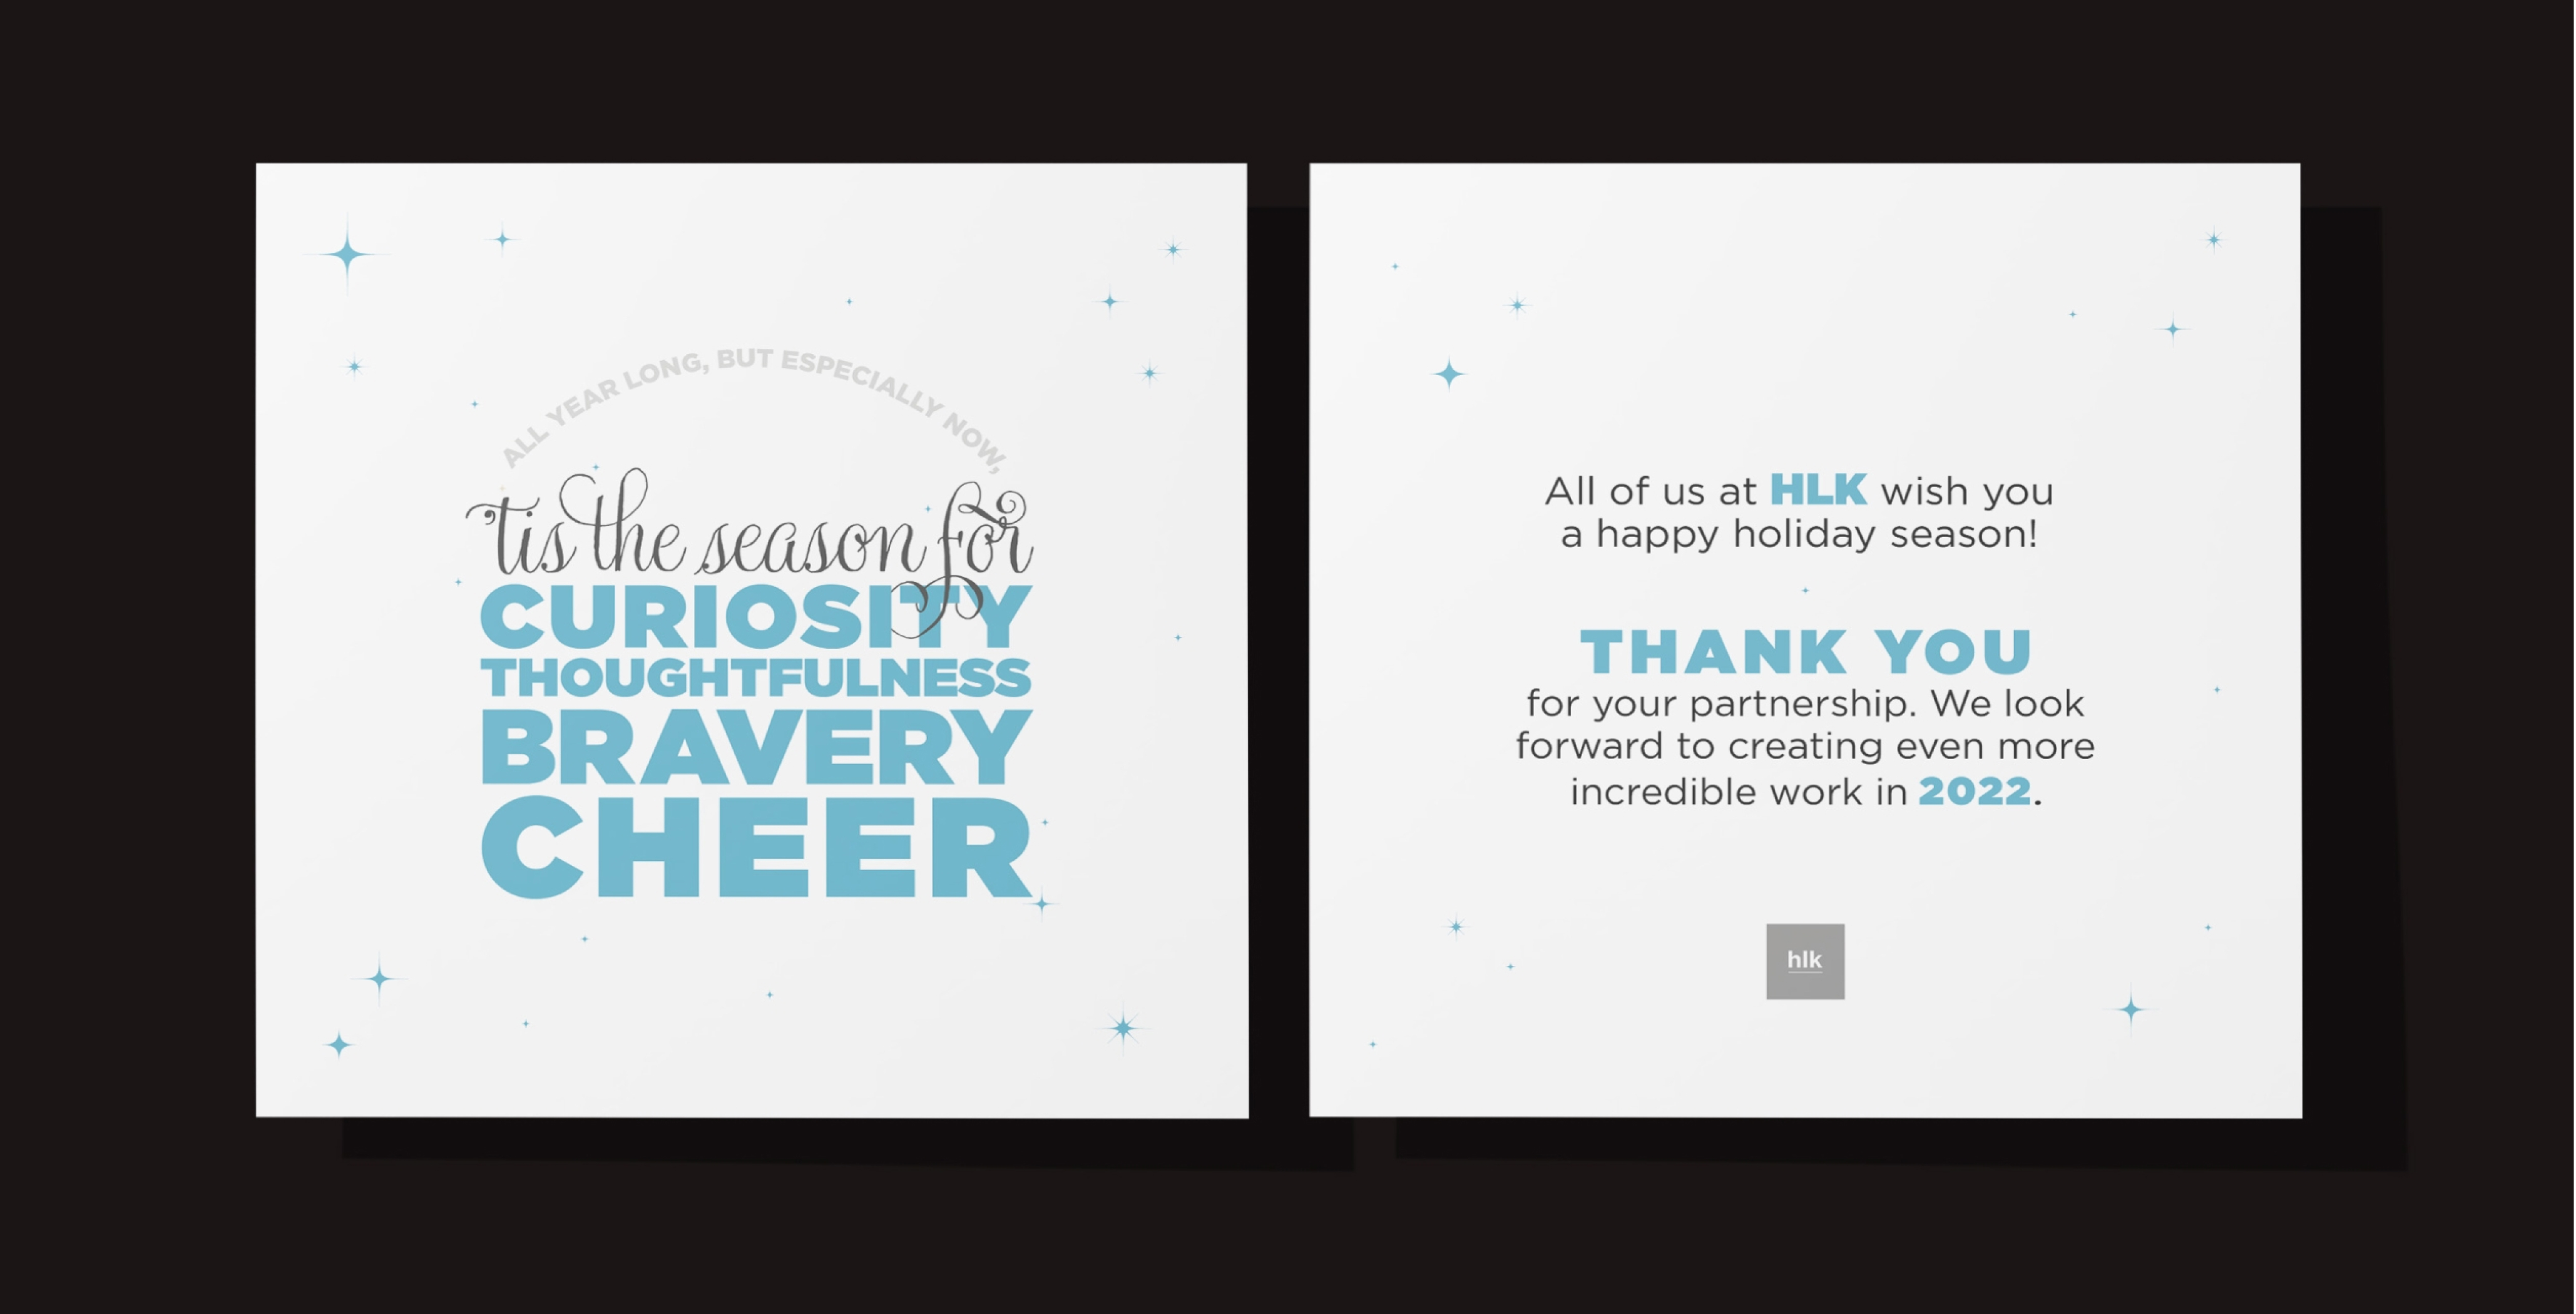 ALL YEAR LONG, BUT ESPECIALLY NOW,
'tis the season for
CURIOSITY
THOUGHTFULNESS
BRAVERY
CHEER
All of us at HLK wish you
a happy holiday season!
THANK YOU
for your partnership. We look
forward to creating even more
incredible work in 2022.
hlk